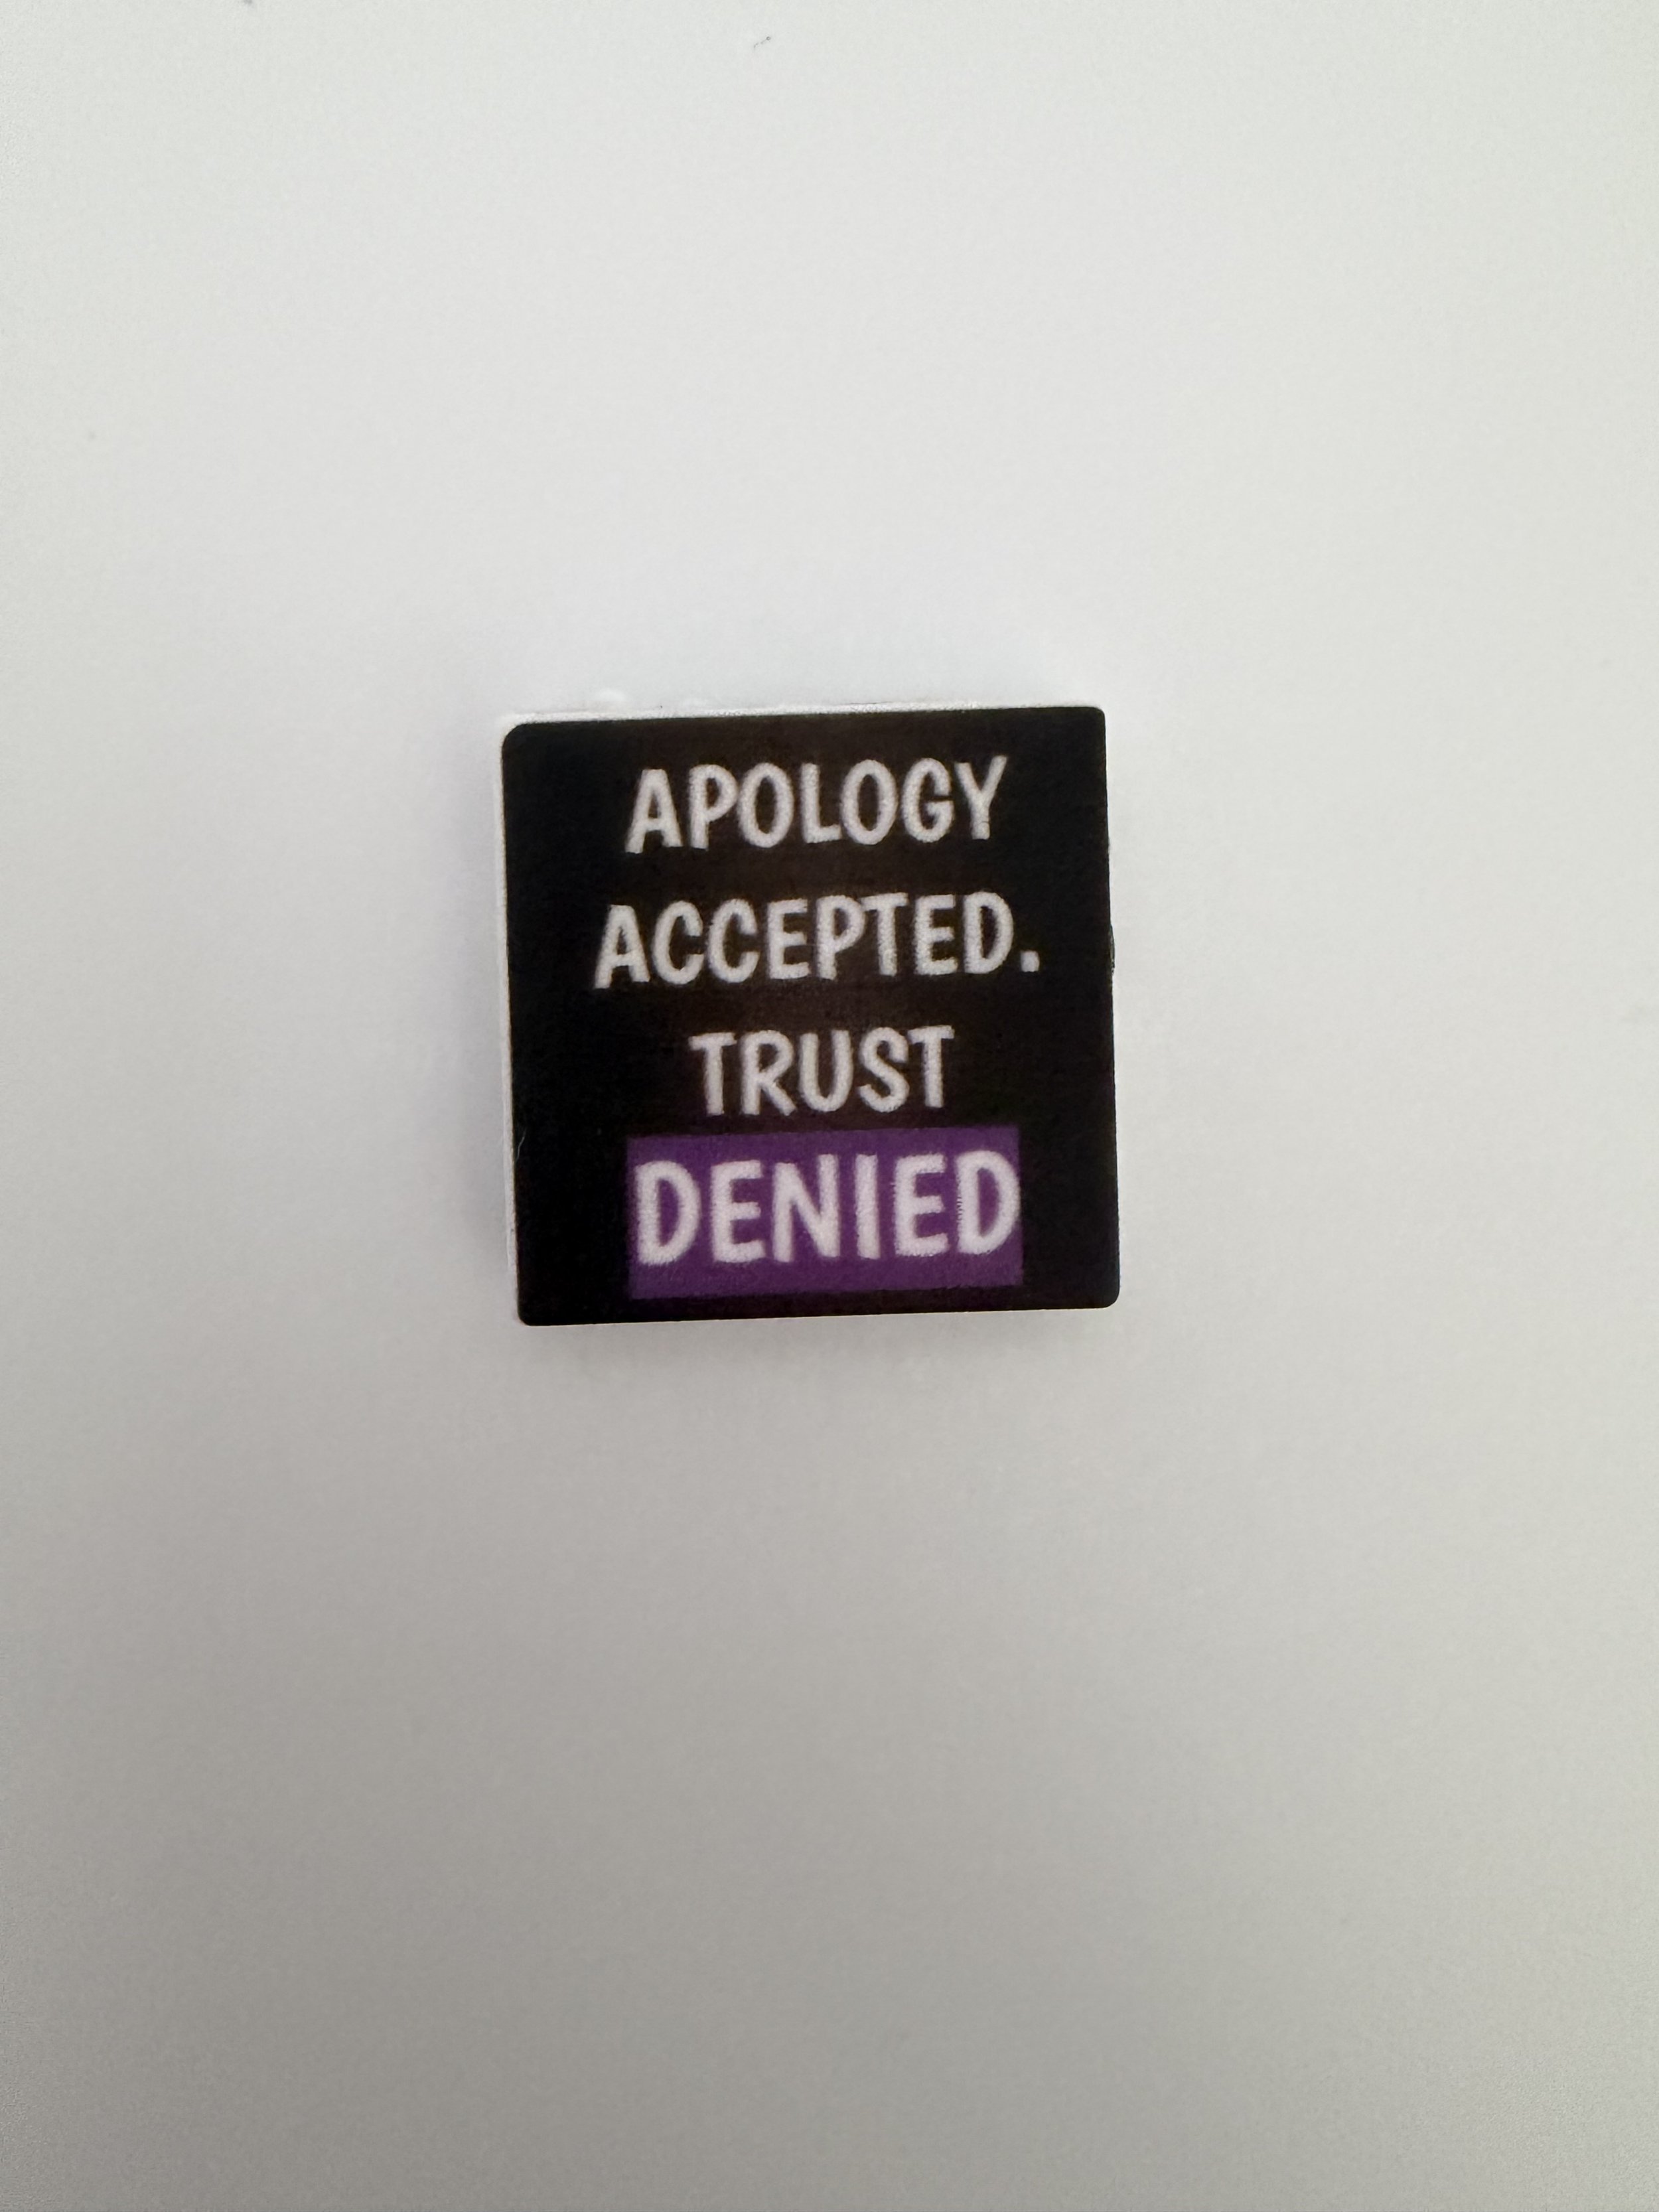 APOLOGY
ACCEPTED.
TRUST
DENIED